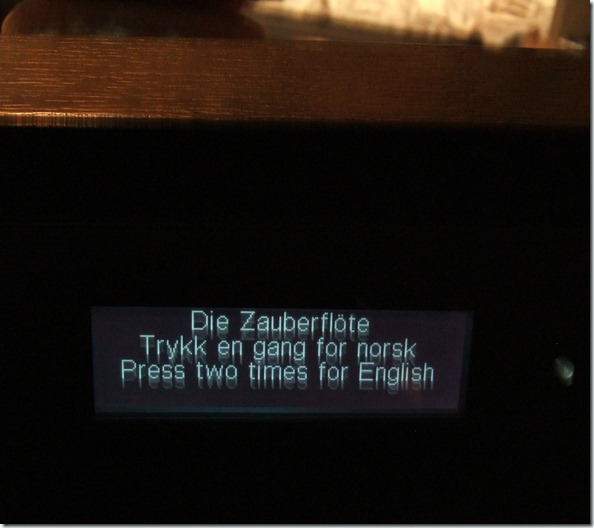 Die Zauberflöte
Trykk en gang for norsk
Press two times for English